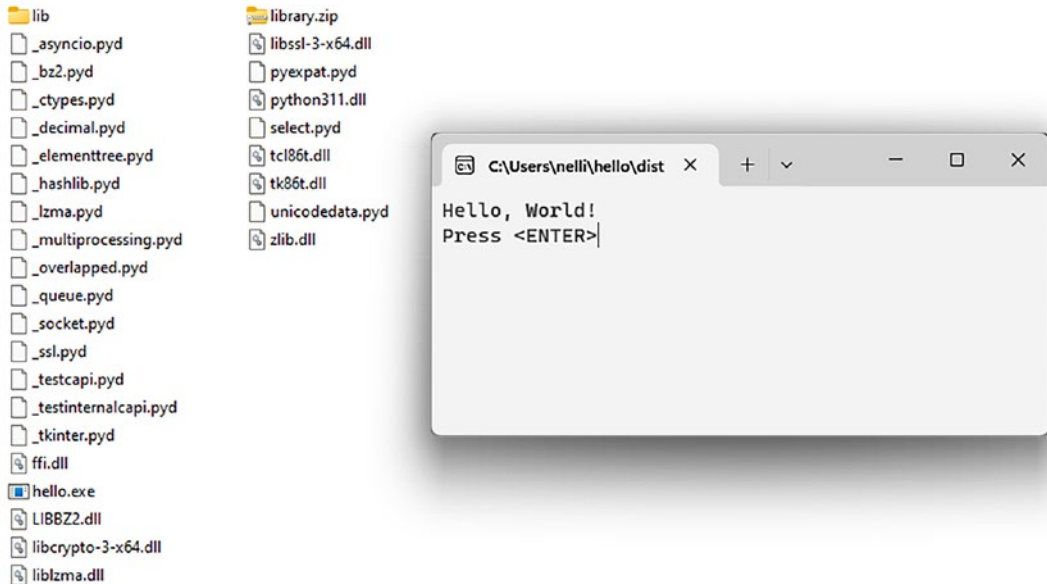 lib
_asyncio.pyd
_bz2.pyd
_ctypes.pyd
_decimal.pyd
_elementtree.pyd
_hashlib.pyd
_lzma.pyd
_multiprocessing.pyd
_overlapped.pyd
_queue.pyd
_socket.pyd
_ssl.pyd
_testcapi.pyd
_testinternalcapi.pyd
_tkinter.pyd
ffi.dll
hello.exe
LIBBZ2.dll
libcrypto-3-x64.dll
liblzma.dll
library.zip
libssl-3-x64.dll
pyexpat.pyd
python311.dll
select.pyd
tcl86t.dll
tk86t.dll
unicodedata.pyd
zlib.dll
C:\Users\nelli\hello\dist
Hello, World!
Press <ENTER>